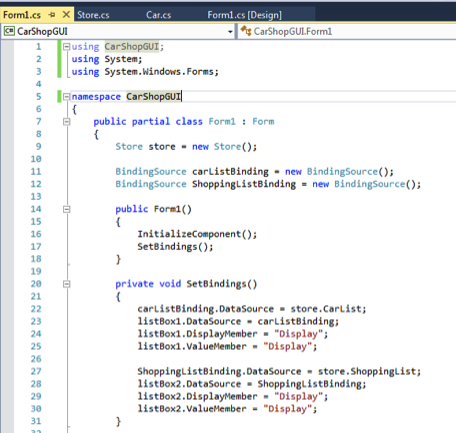 Form1.cs Store.cs Car.cs Form1.cs [Design]
CarShopGUI CarShopGUI.Form1
1 using CarShopGUI;
2 using System;
3 using System.Windows.Forms;
4
5 namespace CarShopGUI
6 {
7 public partial class Form1 : Form
8 {
9 Store store = new Store();
10
11 BindingSource carListBinding = new BindingSource();
12 BindingSource ShoppingListBinding = new BindingSource();
13
14 public Form1()
15 {
16 InitializeComponent();
17 SetBindings();
18 }
19
20 private void SetBindings()
21 {
22 carListBinding.DataSource = store.CarList;
23 listBox1.DataSource = carListBinding;
24 listBox1.DisplayMember = "Display";
25 listBox1.ValueMember = "Display";
26
27 ShoppingListBinding.DataSource = store.ShoppingList;
28 listBox2.DataSource = ShoppingListBinding;
29 listBox2.DisplayMember = "Display";
30 listBox2.ValueMember = "Display";
31 }